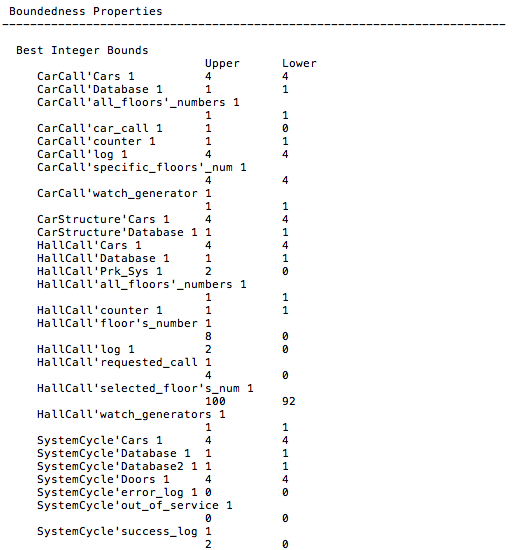 Boundedness Properties
------------------------------------------------------------------------
Best Integer Bounds
Upper Lower
CarCall'Cars 1 4 4
CarCall'Database 1 1 1
CarCall'all_floors'_numbers 1
1 1
CarCall'car_call 1 1 0
CarCall'counter 1 1 1
CarCall'log 1 4 4
CarCall'specific_floors'_num 1
4 4
CarCall'watch_generator 1
1 1
CarStructure'Cars 1 4 4
CarStructure'Database 1 1 1
HallCall'Cars 1 4 4
HallCall'Database 1 1 1
HallCall'Prk_Sys 1 2 0
HallCall'all_floors'_numbers 1
1 1
HallCall'counter 1 1 1
HallCall'floor's_number 1
8 0
HallCall'log 1 2 0
HallCall'requested_call 1
4 0
HallCall'selected_floor's_num 1
100 92
HallCall'watch_generators 1
1 1
SystemCycle'Cars 1 4 4
SystemCycle'Database 1 1 1
SystemCycle'Database2 1 1 1
SystemCycle'Doors 1 4 4
SystemCycle'error_log 1 0 0
SystemCycle'out_of_service 1
0 0
SystemCycle'success_log 1
2 0